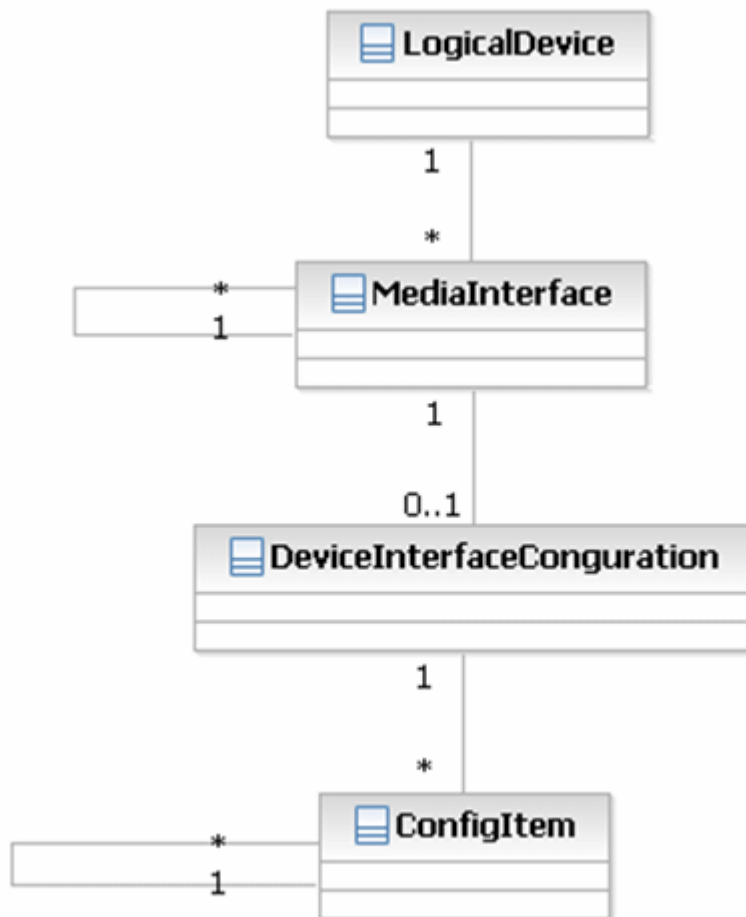 LogicalDevice
1
*
MediaInterface
*
1
1
0..1
DeviceInterfaceConguration
1
*
ConfigItem
*
1